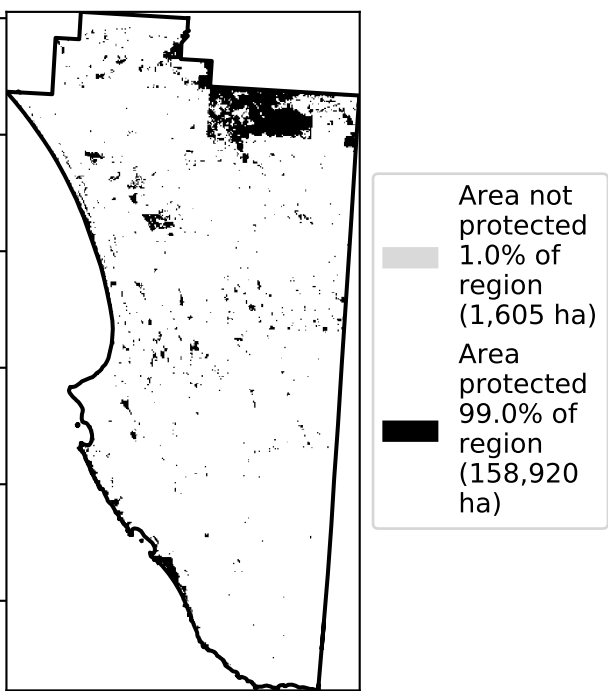 Area not
protected
1.0% of
region
(1,605 ha)
Area
protected
99.0% of
region
(158,920
ha)